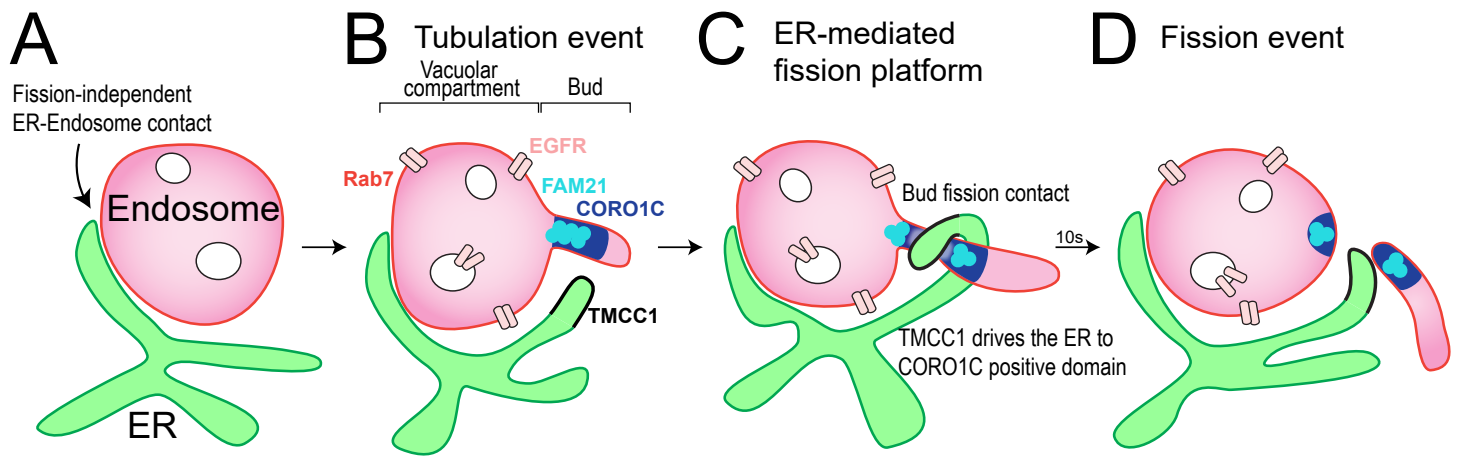 A
Fission-independent
ER-Endosome contact
Endosome
ER
B
Tubulation event
Vacuolar
compartment
Bud
EGFR
Rab7
FAM21
CORO1C
TMCC1
C
ER-mediated
fission platform
Bud fission contact
TMCC1 drives the ER to
CORO1C positive domain
10s
D
Fission event